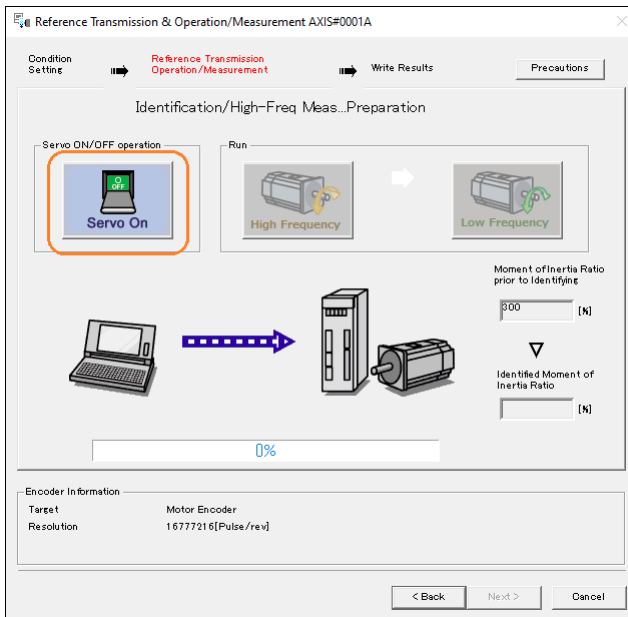 Reference Transmission & Operation/Measurement AXIS#0001A
Condition
Setting
Reference Transmission
Operation/Measurement
Write Results
Precautions
Identification/High-Freq Meas...Preparation
Servo ON/OFF operation
OFF
Servo On
Run
High Frequency
Low Frequency
Moment of Inertia Ratio
prior to Identifying
300
[%]
Identified Moment of
Inertia Ratio
[%]
0%
Encoder Information
Target Motor Encoder
Resolution 16777216[Pulse/rev]
< Back
Next >
Cancel